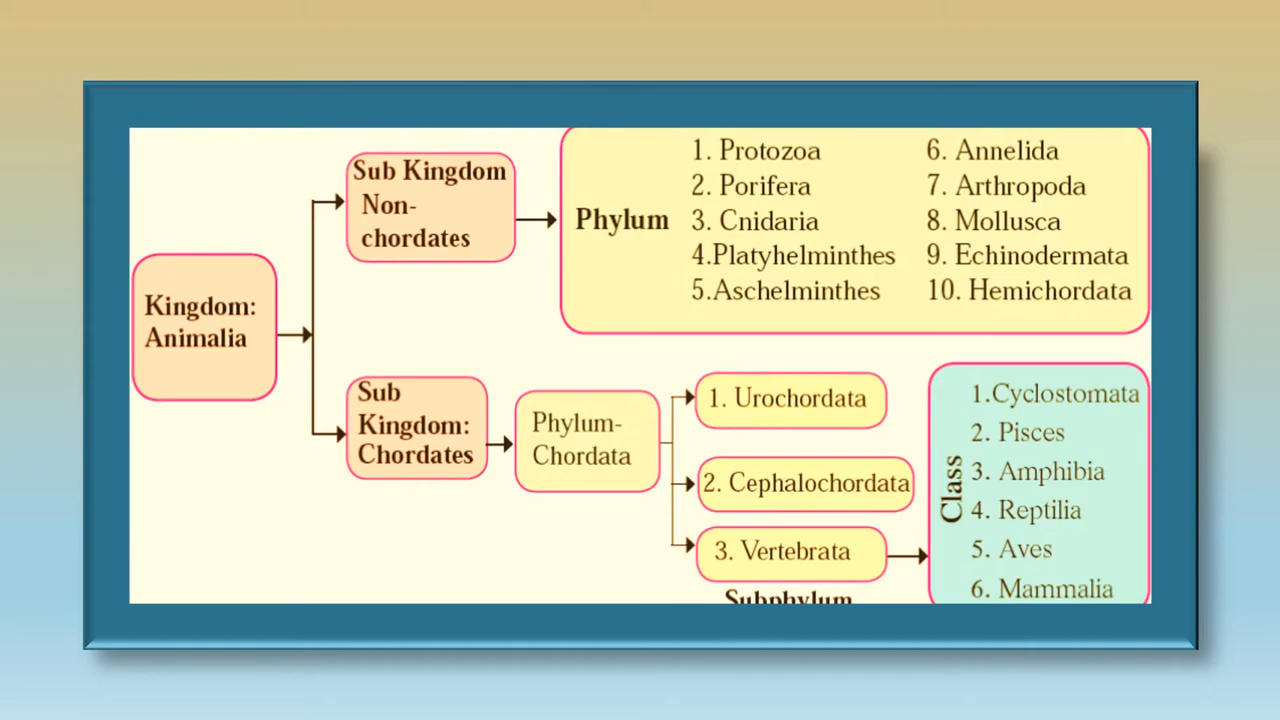 Kingdom:
Animalia
Sub Kingdom
Non-
chordates
Phylum
1. Protozoa
2. Porifera
3. Cnidaria
4.Platyhelminthes
5.Aschelminthes
6. Annelida
7. Arthropoda
8. Mollusca
9. Echinodermata
10. Hemichordata
Sub
Kingdom:
Chordates
Phylum-
Chordata
1. Urochordata
2. Cephalochordata
3. Vertebrata
Subphylum
Class
1.Cyclostomata
2. Pisces
3. Amphibia
4. Reptilia
5. Aves
6. Mammalia